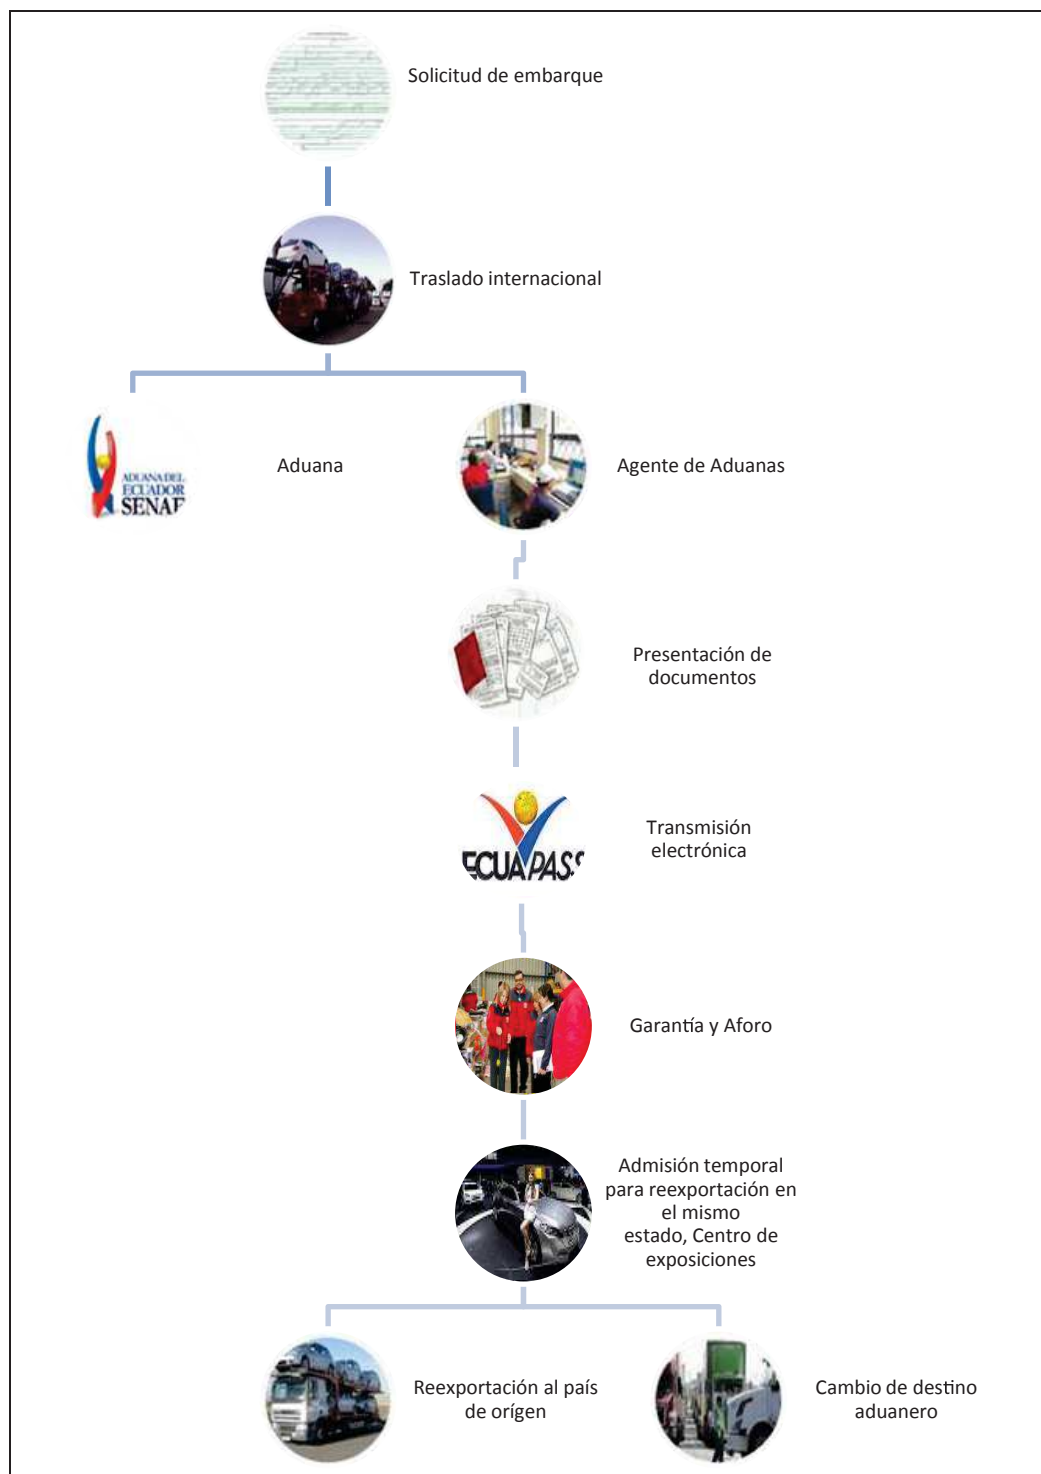 Solicitud de embarque
Traslado internacional
ADUANA DEL
ECUADOR
SENAE
Aduana
Agente de Aduanas
Presentación de
documentos
ECUAPASS
Transmisión
electrónica
Garantía y Aforo
Admisión temporal
para reexportación en
el mismo
estado, Centro de
exposiciones
Reexportación al país
de orígen
Cambio de destino
aduanero